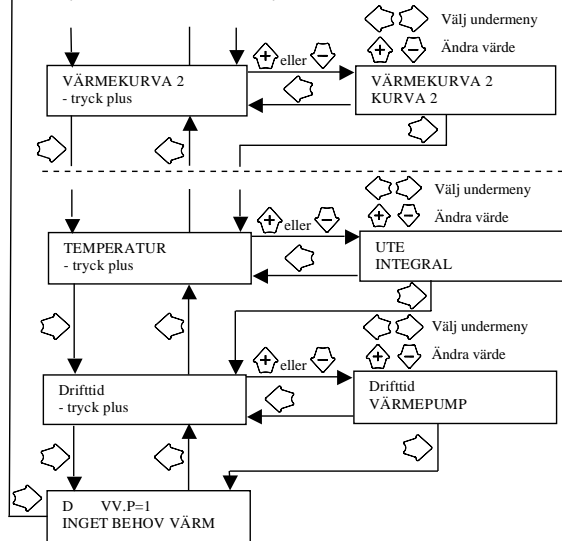 Välj undermeny
+ eller - + - Ändra värde
VÄRMEKURVA 2
- tryck plus
VÄRMEKURVA 2
KURVA 2
Välj undermeny
+ eller - + - Ändra värde
TEMPERATUR
- tryck plus
UTE
INTEGRAL
Välj undermeny
+ eller - + - Ändra värde
Drifttid
- tryck plus
Drifttid
VÄRMEPUMP
D VV.P=1
INGET BEHOV VÄRM